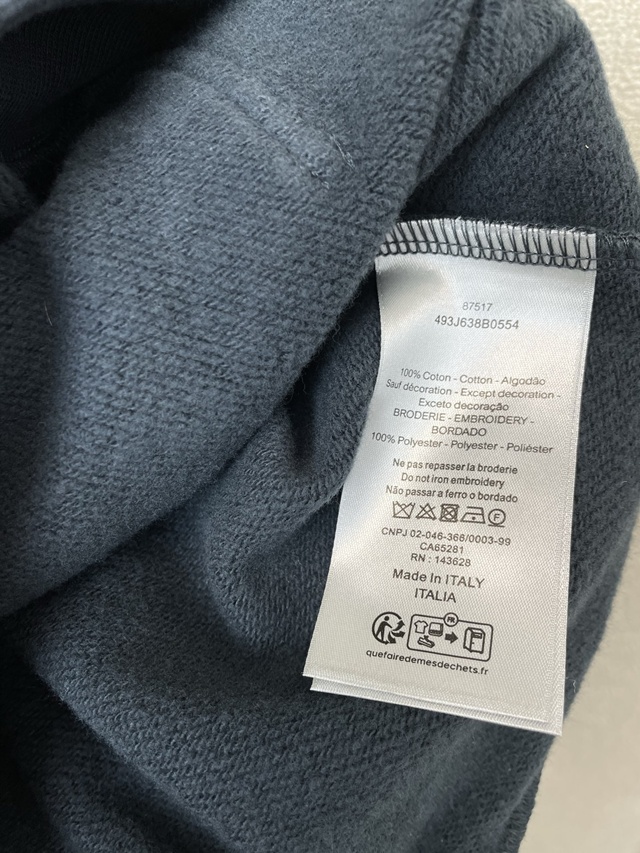 87517
493J638B0554
100% Coton - Cotton - Algodão
Sauf décoration - Except decoration -
Exceto decoração
BRODERIE - EMBROIDERY -
BORDADO
100% Polyester - Polyester - Poliéster
Ne pas repasser la broderie
Do not iron embroidery
Não passar a ferro o bordado
F
CNPJ 02-046-366/0003-99
CA65281
RN : 143628
Made In ITALY
ITALIA
FR
quefairedemesdechets.fr